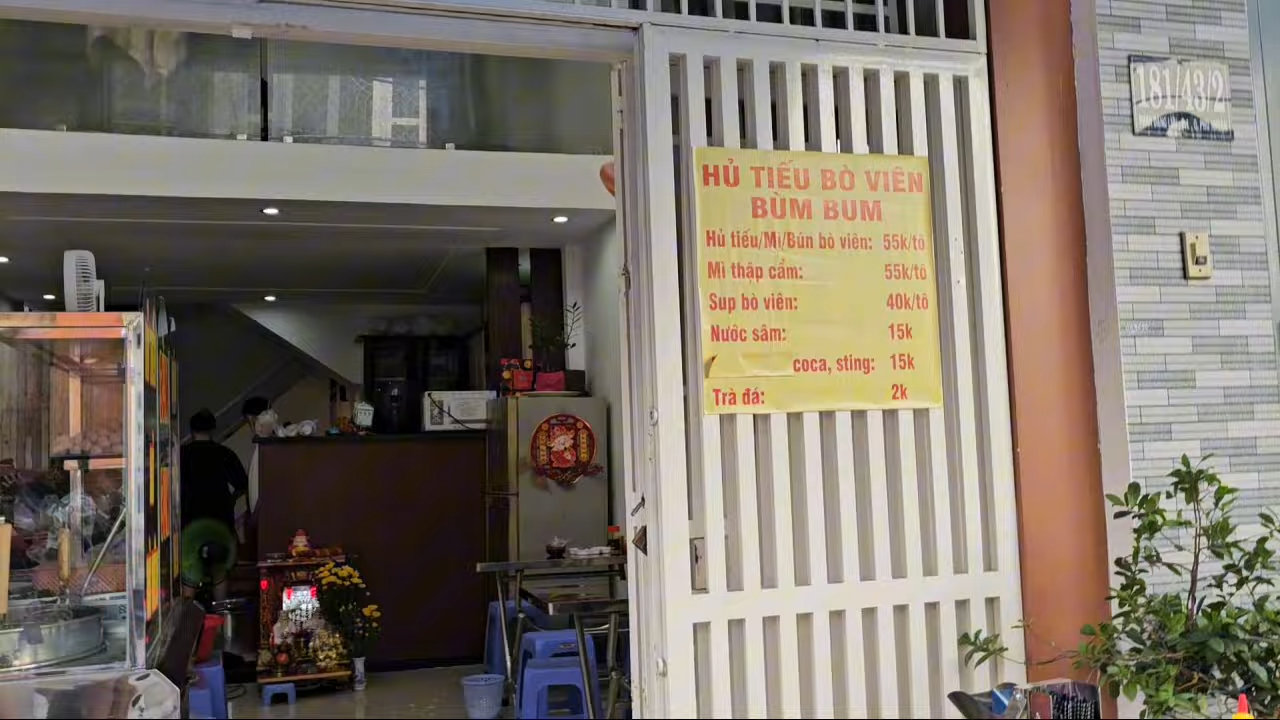 HỦ TIẾU BÒ VIÊN
BÙM BUM
Hủ tiếu/Mì/Bún bò viên: 55k/tô
Mì thập cẩm: 55k/tô
Sup bò viên: 40k/tô
Nước sâm: 15k
coca, sting: 15k
Trà đá: 2k
181/43/2